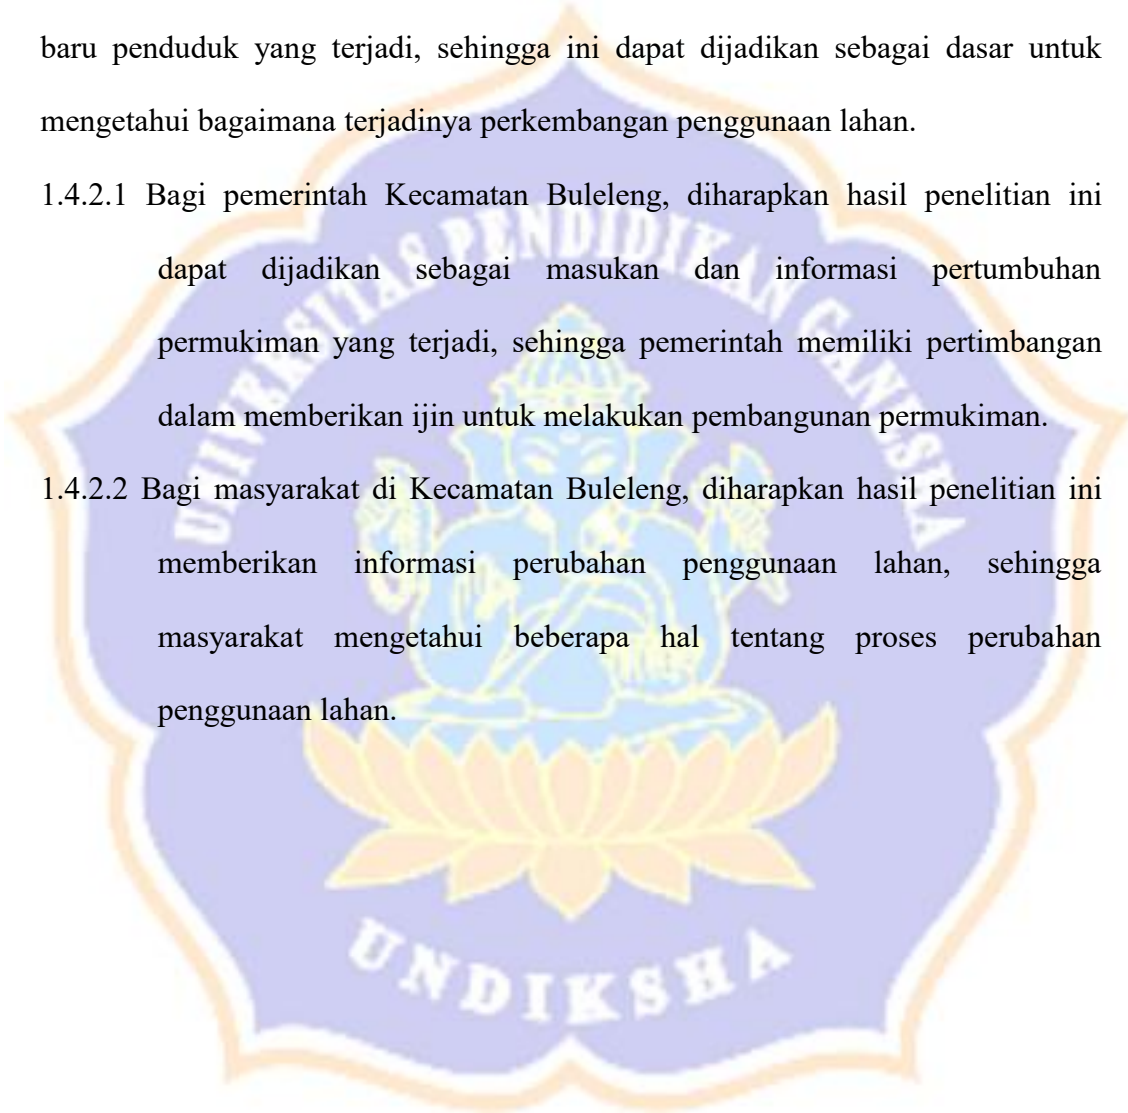 baru penduduk yang terjadi, sehingga ini dapat dijadikan sebagai dasar untuk
mengetahui bagaimana terjadinya perkembangan penggunaan lahan.
1.4.2.1 Bagi pemerintah Kecamatan Buleleng, diharapkan hasil penelitian ini
dapat dijadikan sebagai masukan dan informasi pertumbuhan
permukiman yang terjadi, sehingga pemerintah memiliki pertimbangan
dalam memberikan ijin untuk melakukan pembangunan permukiman.
1.4.2.2 Bagi masyarakat di Kecamatan Buleleng, diharapkan hasil penelitian ini
memberikan informasi perubahan penggunaan lahan, sehingga
masyarakat mengetahui beberapa hal tentang proses perubahan
penggunaan lahan.
UNIVERSITAS PENDIDIKAN GANESHA
UNDIKSHA